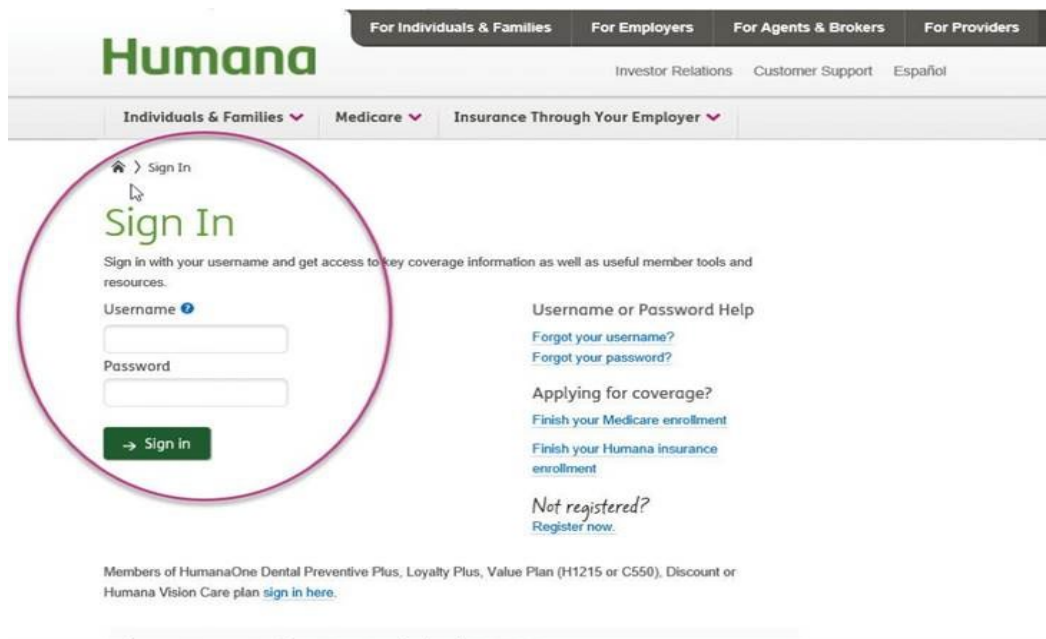 For Individuals & Families For Employers For Agents & Brokers For Providers
Humana
Investor Relations Customer Support Español
Individuals & Families Medicare Insurance Through Your Employer
Sign In
Sign In
Sign in with your username and get access to key coverage information as well as useful member tools and
resources.
Username ?
Password
→ Sign in
Username or Password Help
Forgot your username?
Forgot your password?
Applying for coverage?
Finish your Medicare enrollment
Finish your Humana insurance
enrollment
Not registered?
Register now.
Members of HumanaOne Dental Preventive Plus, Loyalty Plus, Value Plan (H1215 or C550), Discount or
Humana Vision Care plan sign in here.